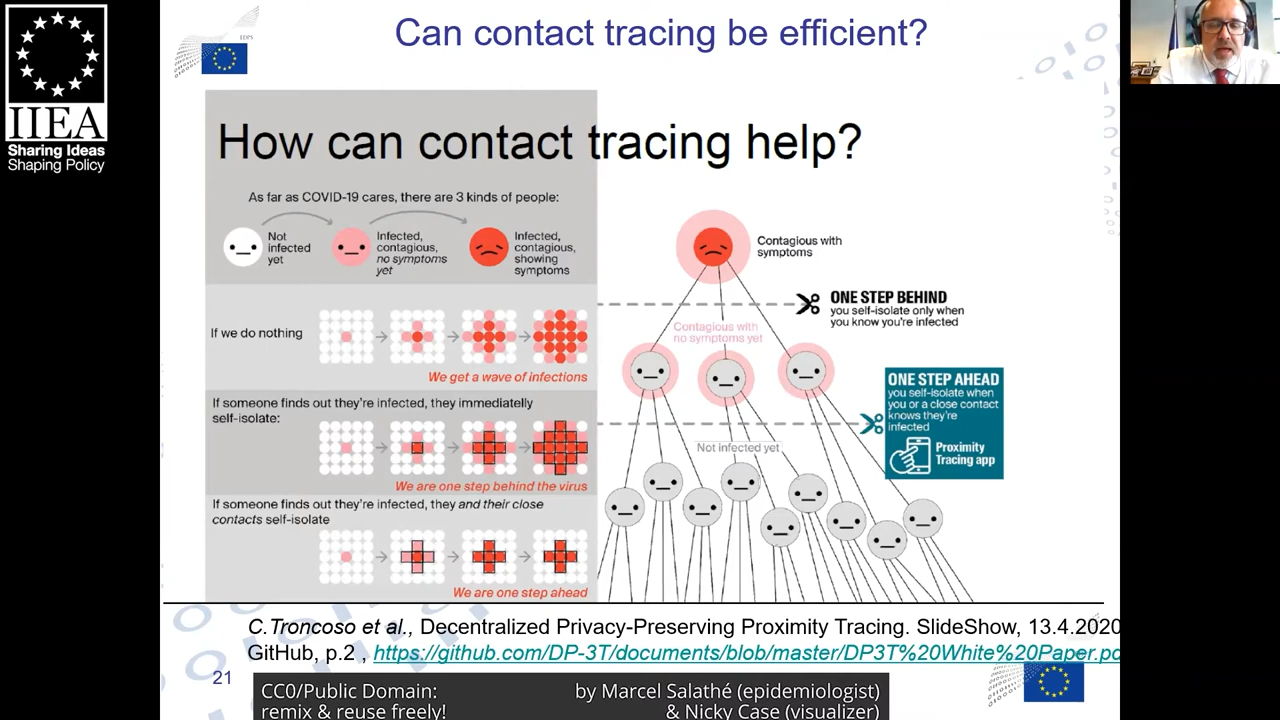 IIEA
Sharing Ideas
Shaping Policy
EDPS
Can contact tracing be efficient?
How can contact tracing help?
As far as COVID-19 cares, there are 3 kinds of people:
Not
infected
yet
Infected,
contagious,
no symptoms
yet
Infected,
contagious,
showing
symptoms
If we do nothing
We get a wave of infections
If someone finds out they're infected, they immediatelly
self-isolate:
We are one step behind the virus
If someone finds out they're infected, they and their close
contacts self-isolate
We are one step ahead
Contagious with
symptoms
ONE STEP BEHIND
you self-isolate only when
you know you're infected
Contagious with
no symptoms yet
ONE STEP AHEAD
you self-isolate when
you or a close contact
knows they're
infected
Proximity
Tracing app
Not infected yet
C.Troncoso et al., Decentralized Privacy-Preserving Proximity Tracing. SlideShow, 13.4.2020
GitHub, p.2 , https://github.com/DP-3T/documents/blob/master/DP3T%20White%20Paper.pd
21
CC0/Public Domain:
remix & reuse freely!
by Marcel Salathé (epidemiologist)
& Nicky Case (visualizer)